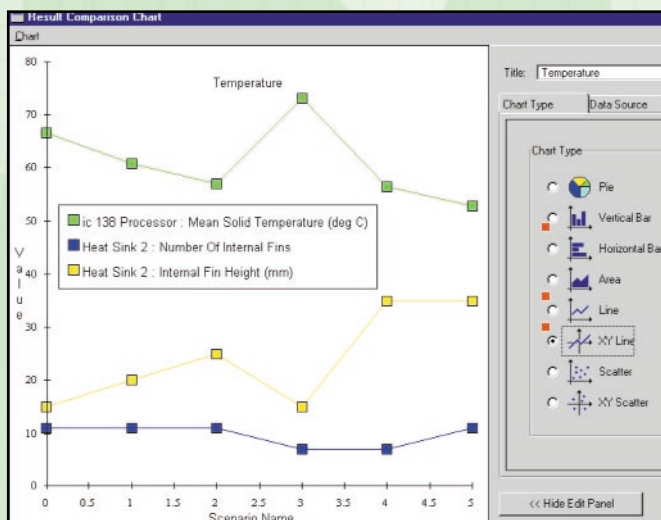 Result Comparison Chart
Chart
80
70
60
50
40
30
20
10
0
Value
Temperature
ic 138 Processor : Mean Solid Temperature (deg C)
Heat Sink 2 : Number Of Internal Fins
Heat Sink 2 : Internal Fin Height (mm)
0 0.5 1 1.5 2 2.5 3 3.5 4 4.5 5
Scenario Name
Title: Temperature
Chart Type Data Source
Chart Type
Pie
Vertical Bar
Horizontal Bar
Area
Line
XY Line
Scatter
XY Scatter
<< Hide Edit Panel